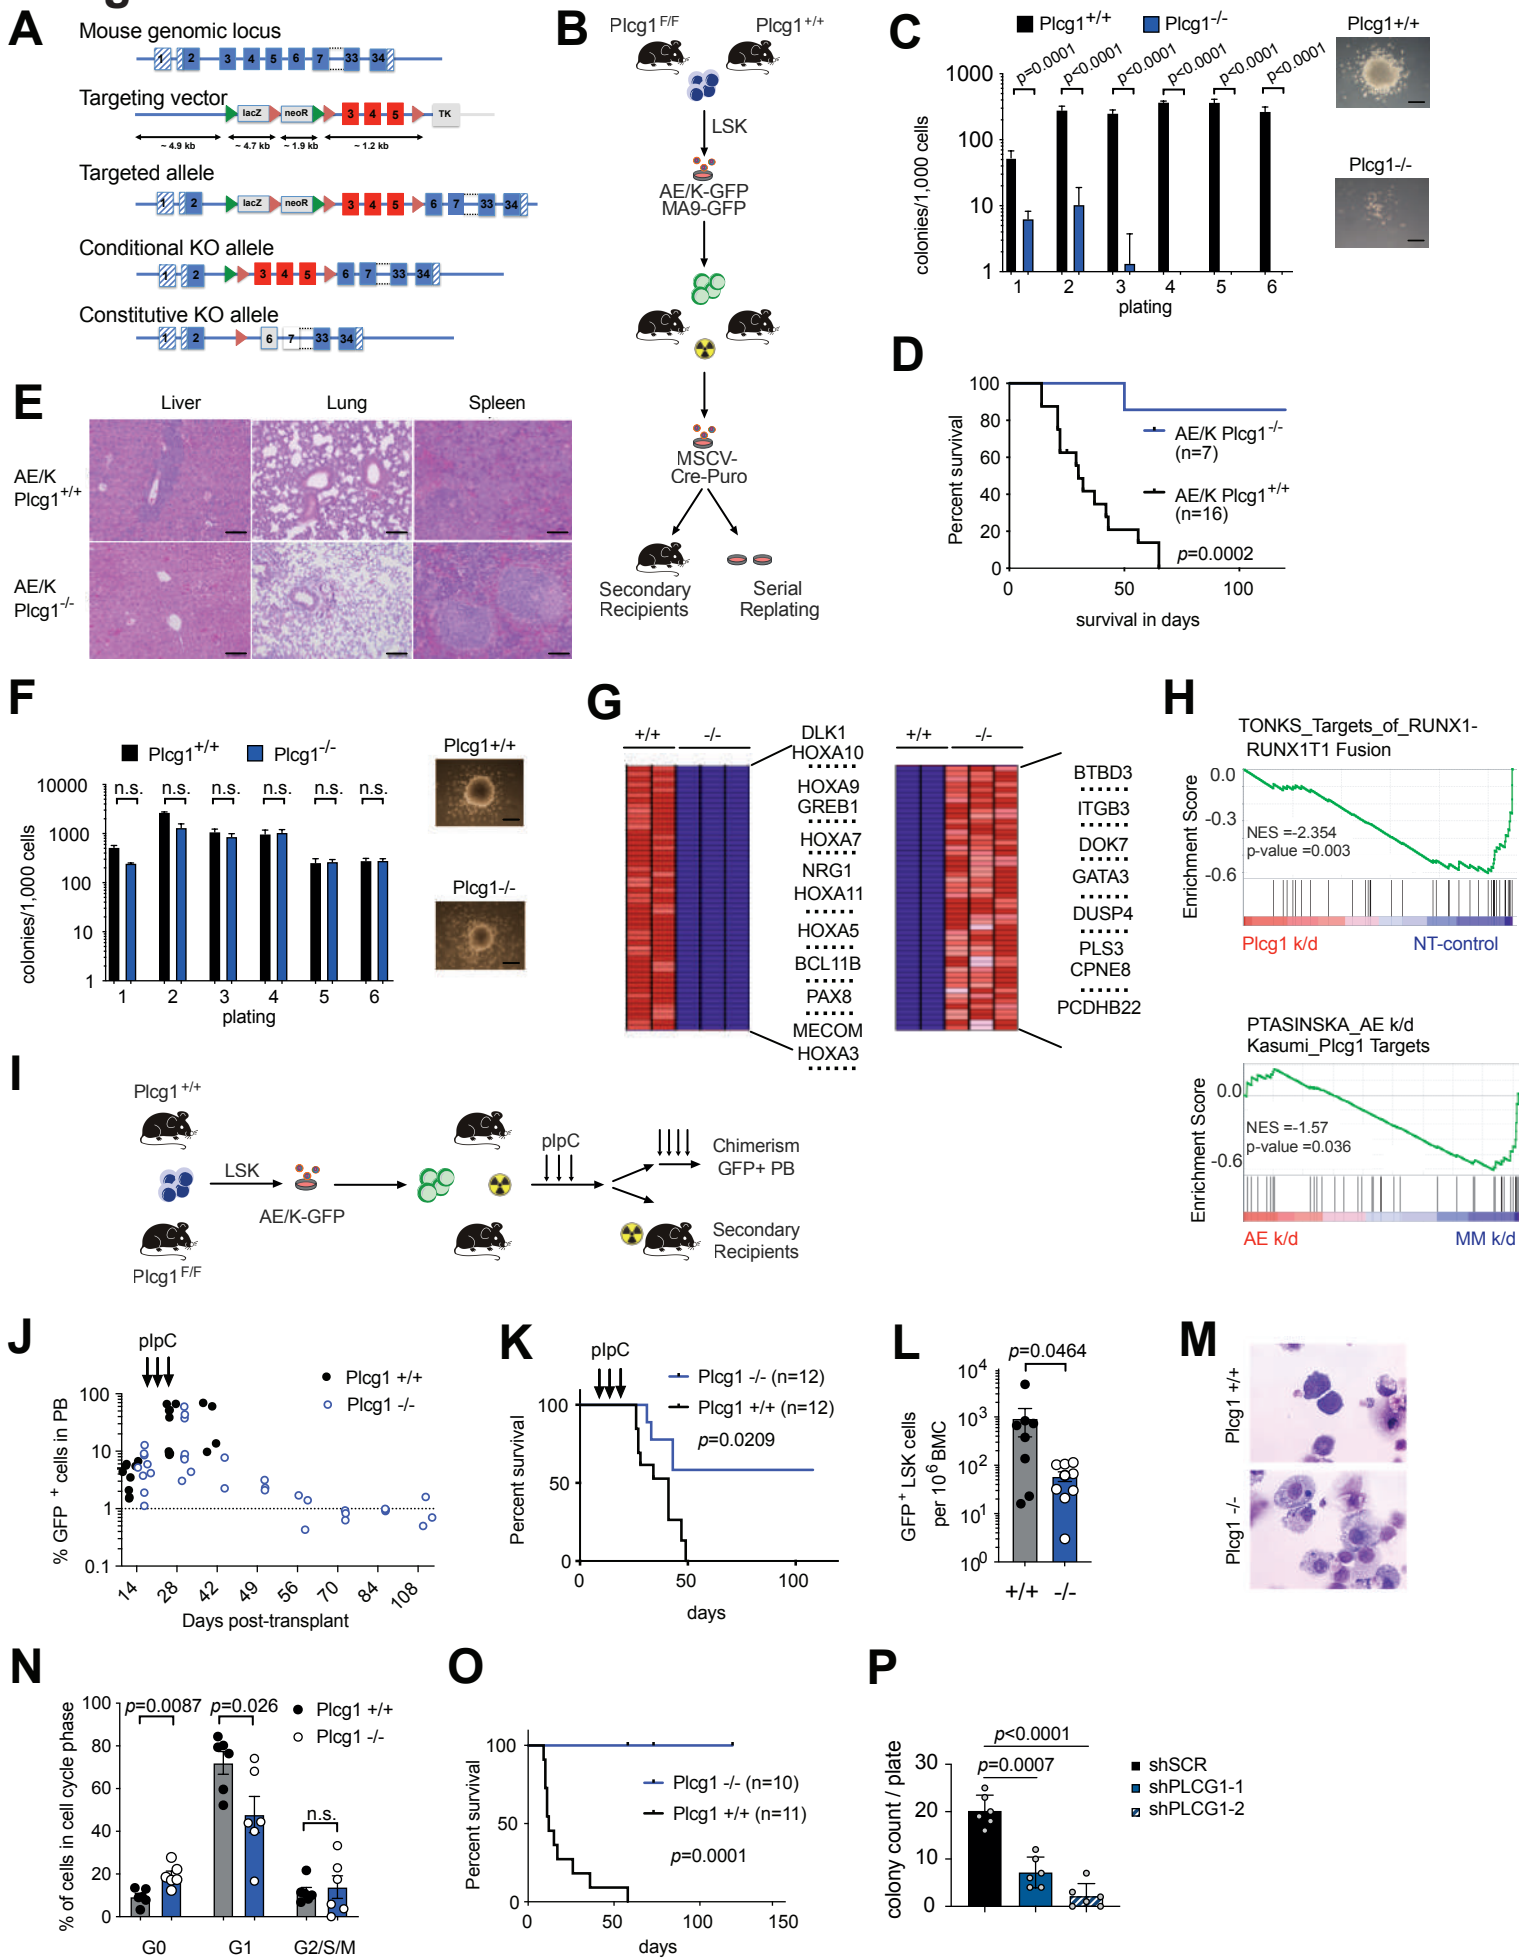 A
Mouse genomic locus
1 2 3 4 5 6 7 33 34
Targeting vector
lacZ neoR 3 4 5 TK
~ 4.9 kb ~ 4.7 kb ~ 1.9 kb ~ 1.2 kb
Targeted allele
1 2 lacZ neoR 3 4 5 6 7 33 34
Conditional KO allele
1 2 3 4 5 6 7 33 34
Constitutive KO allele
1 2 6 7 33 34
B
Plcg1F/F Plcg1+/+
LSK
AE/K-GFP
MA9-GFP
MSCV-
Cre-Puro
Secondary
Recipients
Serial
Replating
C
Plcg1+/+ Plcg1-/-
p=0.0001 p<0.0001 p<0.0001 p<0.0001 p<0.0001 p<0.0001
colonies/1,000 cells
1000
100
10
1
1 2 3 4 5 6
plating
Plcg1+/+
Plcg1-/-
D
Percent survival
100
80
60
40
20
0
0 50 100
survival in days
AE/K Plcg1-/-
(n=7)
AE/K Plcg1+/+
(n=16)
p=0.0002
E
Liver Lung Spleen
AE/K
Plcg1+/+
AE/K
Plcg1-/-
F
Plcg1+/+ Plcg1-/-
n.s. n.s. n.s. n.s. n.s. n.s.
colonies/1,000 cells
10000
1000
100
10
1
1 2 3 4 5 6
plating
Plcg1+/+
Plcg1-/-
G
+/+ -/-
DLK1
HOXA10
HOXA9
GREB1
HOXA7
NRG1
HOXA11
HOXA5
BCL11B
PAX8
MECOM
HOXA3
+/+ -/-
BTBD3
ITGB3
DOK7
GATA3
DUSP4
PLS3
CPNE8
PCDHB22
H
TONKS_Targets_of_RUNX1-
RUNX1T1 Fusion
Enrichment Score
0.0
-0.3
-0.6
NES =-2.354
p-value =0.003
Plcg1 k/d NT-control
PTASINSKA_AE k/d
Kasumi_Plcg1 Targets
Enrichment Score
0.0
-0.6
NES =-1.57
p-value =0.036
AE k/d MM k/d
I
Plcg1+/+
LSK
AE/K-GFP
Plcg1F/F
pIpC
Chimerism
GFP+ PB
Secondary
Recipients
J
pIpC
Plcg1 +/+
Plcg1 -/-
% GFP + cells in PB
100
10
1
0.1
14 28 42 49 56 70 84 108
Days post-transplant
K
pIpC
Plcg1 -/- (n=12)
Plcg1 +/+ (n=12)
p=0.0209
Percent survival
100
50
0
0 50 100
days
L
p=0.0464
GFP+ LSK cells
per 10^6 BMC
10^4
10^3
10^2
10^1
10^0
+/+ -/-
M
Plcg1 +/+
Plcg1 -/-
N
% of cells in cell cycle phase
100
80
60
40
20
0
p=0.0087 p=0.026
n.s.
Plcg1 +/+
Plcg1 -/-
G0 G1 G2/S/M
O
Percent survival
100
50
0
0 50 100 150
days
Plcg1 -/- (n=10)
Plcg1 +/+ (n=11)
p=0.0001
P
colony count / plate
30
20
10
0
p<0.0001
p=0.0007
shSCR
shPLCG1-1
shPLCG1-2